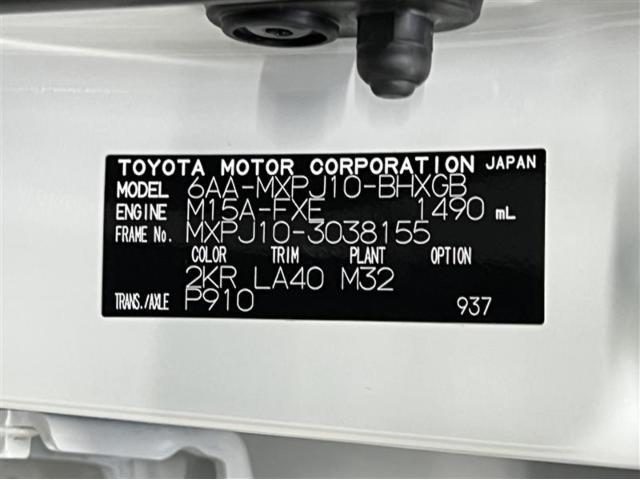 TOYOTA MOTOR CORPORATION JAPAN
MODEL 6AA-MXPJ10-BHXGB
ENGINE M15A-FXE 1490 mL
FRAME No. MXPJ10-3038155
COLOR TRIM PLANT OPTION
2KR LA40 M32
TRANS./AXLE P910 937